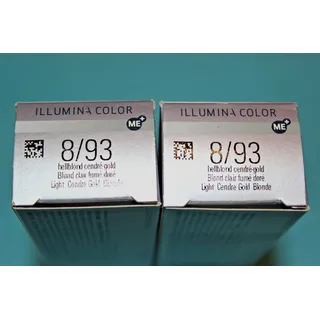 ILLUMINA COLOR
ME+
8/93
hellblond cendré-gold
Blond clair fumé doré
Light Cendre Gold Blonde
ILLUMINA COLOR
ME+
8/93
hellblond cendré-gold
Blond clair fumé doré
Light Cendre Gold Blonde